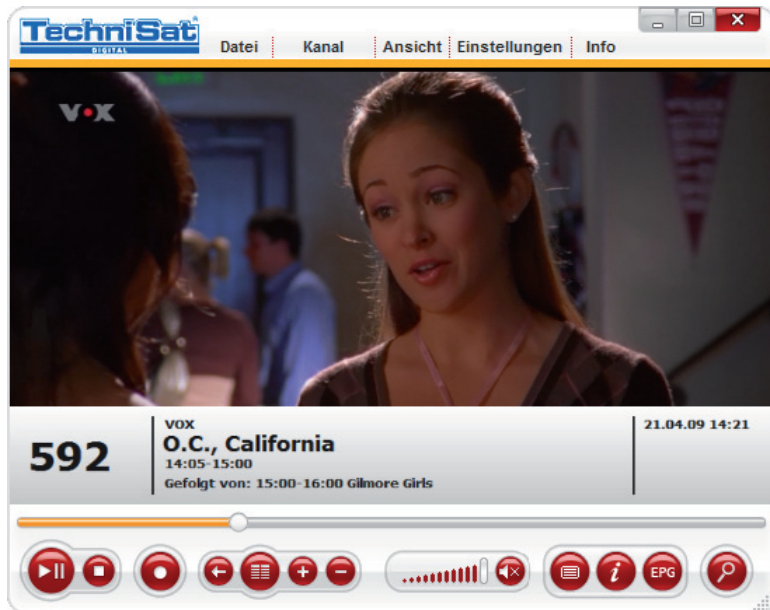 TechniSat
DIGITAL
Datei Kanal Ansicht Einstellungen Info
VOX
592
VOX
O.C., California
14:05-15:00
Gefolgt von: 15:00-16:00 Gilmore Girls
21.04.09 14:21
EPG